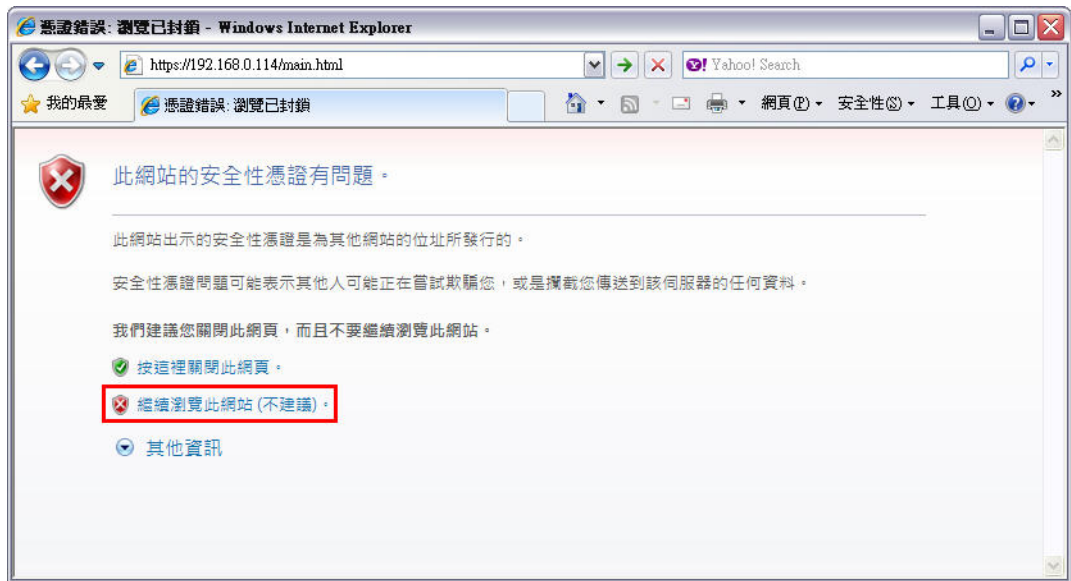 憑證錯誤: 瀏覽已封鎖 - Windows Internet Explorer
https://192.168.0.114/main.html
Yahoo! Search
我的最愛
憑證錯誤: 瀏覽已封鎖
網頁(P)
安全性(S)
工具(O)
此網站的安全性憑證有問題。
此網站出示的安全性憑證是為其他網站的位址所發行的。
安全性憑證問題可能表示其他人可能正在嘗試欺騙您，或是攔截您傳送到該伺服器的任何資料。
我們建議您關閉此網頁，而且不要繼續瀏覽此網站。
按這裡關閉此網頁。
繼續瀏覽此網站 (不建議)。
其他資訊